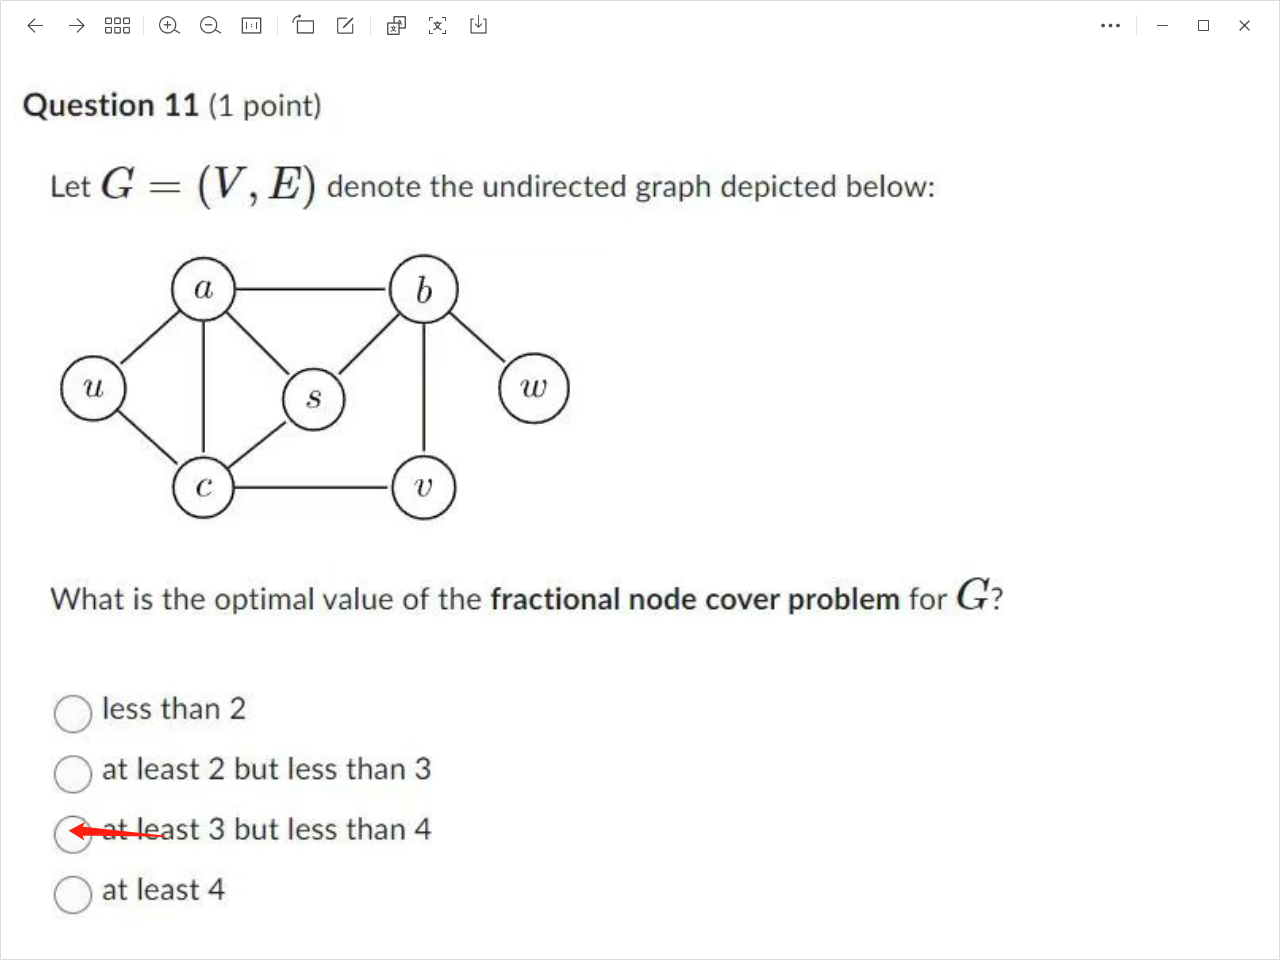 Question 11 (1 point)
Let G = (V, E) denote the undirected graph depicted below:
a b
u s w
c v
What is the optimal value of the fractional node cover problem for G?
less than 2
at least 2 but less than 3
at least 3 but less than 4
at least 4